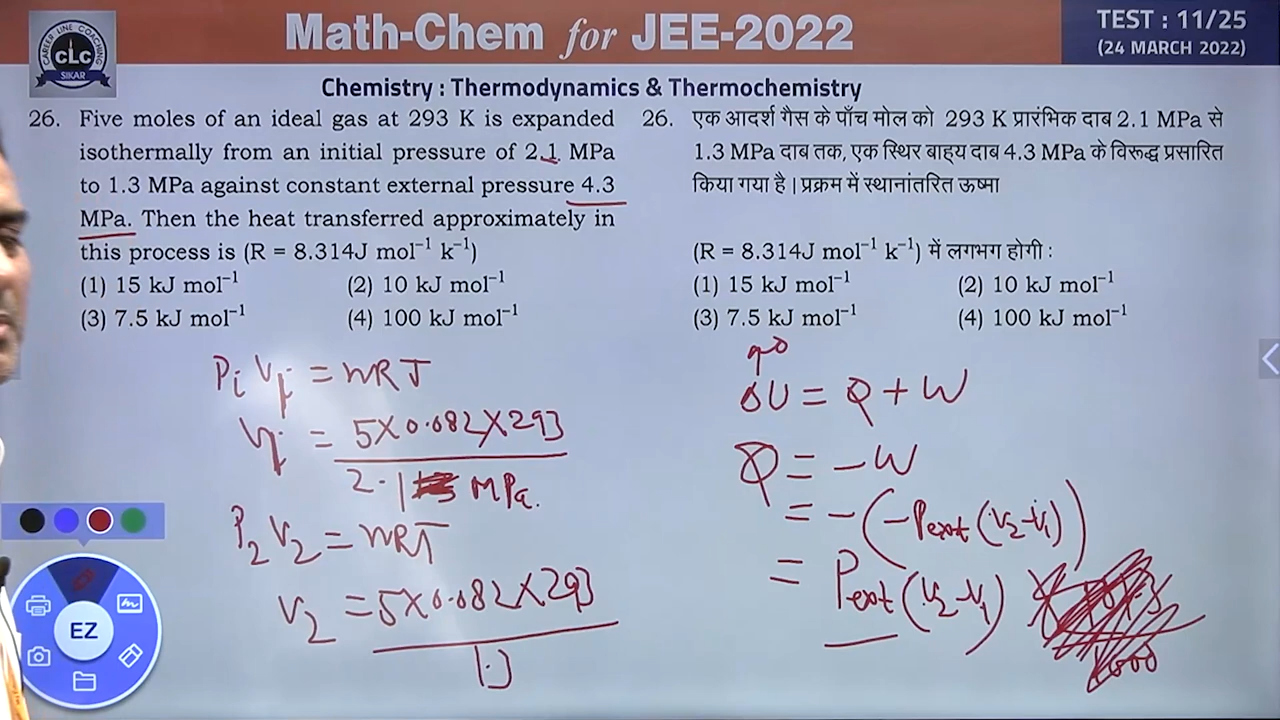 CAREER LINE COACHING
CLC
SIKAR
Math-Chem for JEE-2022
TEST : 11/25
(24 MARCH 2022)
Chemistry : Thermodynamics & Thermochemistry
26. Five moles of an ideal gas at 293 K is expanded
isothermally from an initial pressure of 2.1 MPa
to 1.3 MPa against constant external pressure 4.3
MPa. Then the heat transferred approximately in
this process is (R = 8.314J mol⁻¹ k⁻¹)
(1) 15 kJ mol⁻¹ (2) 10 kJ mol⁻¹
(3) 7.5 kJ mol⁻¹ (4) 100 kJ mol⁻¹
26. एक आदर्श गैस के पाँच मोल को 293 K प्रारंभिक दाब 2.1 MPa से
1.3 MPa दाब तक, एक स्थिर बाह्य दाब 4.3 MPa के विरूद्ध प्रसारित
किया गया है। प्रक्रम में स्थानांतरित ऊष्मा
(R = 8.314J mol⁻¹ k⁻¹) में लगभग होगी :
(1) 15 kJ mol⁻¹ (2) 10 kJ mol⁻¹
(3) 7.5 kJ mol⁻¹ (4) 100 kJ mol⁻¹
Pi Vi = nRT
Vi = 5×0.082×293
2.1 MPa.
P2 V2 = nRT
V2 = 5×0.082×293
1.3
ΔU = Q + W
Q = -W
= -(-Pext (V2-V1))
= Pext (V2-V1)
1000
EZ